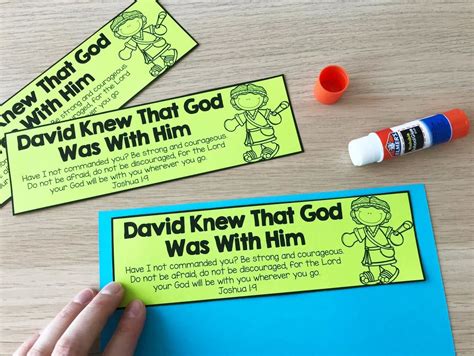 David Knew That God
Was With Him
David Knew That God
Was With Him
Have I not commanded you? Be strong and courageous.
Do not be afraid, do not be discouraged, for the Lord
your God will be with you wherever you go.
Joshua 1:9
David Knew That God
Was With Him
Have I not commanded you? Be strong and courageous.
Do not be afraid, do not be discouraged, for the Lord
your God will be with you wherever you go.
Joshua 1:9
ELMER'S